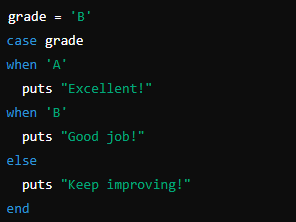 grade = 'B'
case grade
when 'A'
  puts "Excellent!"
when 'B'
  puts "Good job!"
else
  puts "Keep improving!"
end